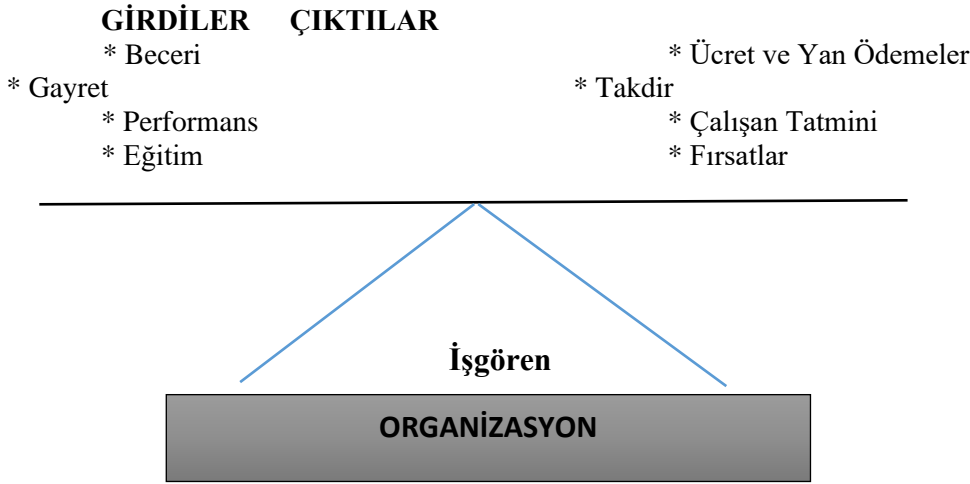 GİRDİLER ÇIKTILAR
* Beceri * Ücret ve Yan Ödemeler
* Gayret * Takdir
* Performans * Çalışan Tatmini
* Eğitim * Fırsatlar
İşgören
ORGANİZASYON